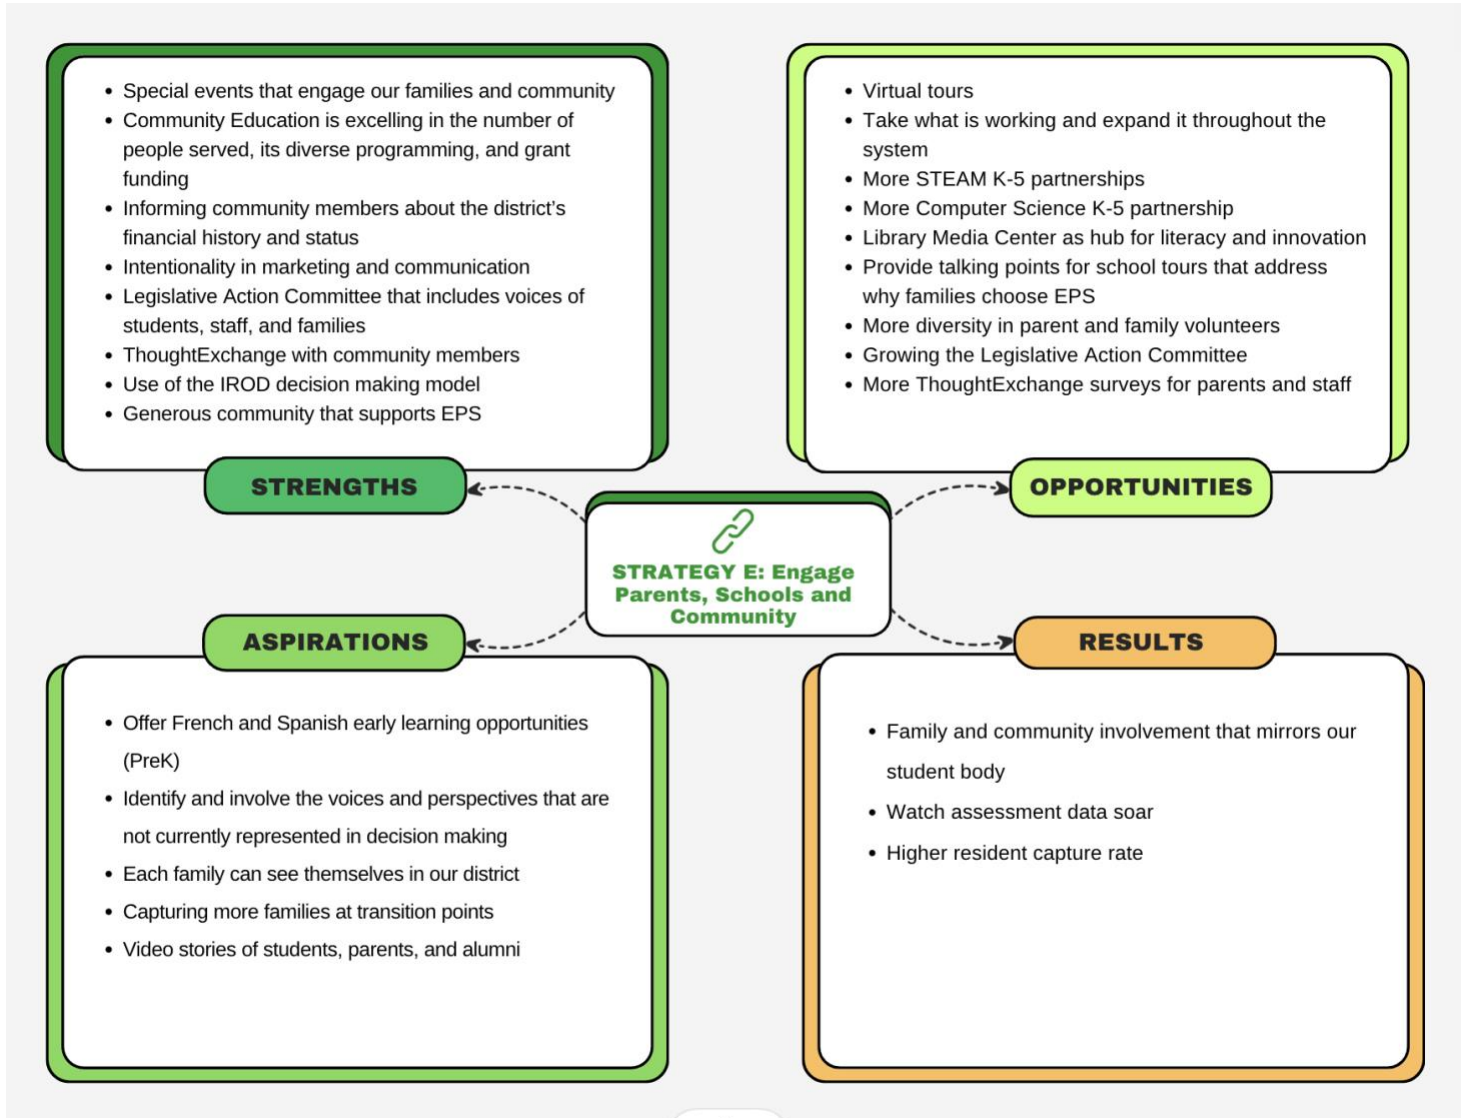 • Special events that engage our families and community
• Community Education is excelling in the number of
people served, its diverse programming, and grant
funding
• Informing community members about the district's
financial history and status
• Intentionality in marketing and communication
• Legislative Action Committee that includes voices of
students, staff, and families
• ThoughtExchange with community members
• Use of the IROD decision making model
• Generous community that supports EPS
STRENGTHS
• Virtual tours
• Take what is working and expand it throughout the
system
• More STEAM K-5 partnerships
• More Computer Science K-5 partnership
• Library Media Center as hub for literacy and innovation
• Provide talking points for school tours that address
why families choose EPS
• More diversity in parent and family volunteers
• Growing the Legislative Action Committee
• More ThoughtExchange surveys for parents and staff
OPPORTUNITIES
STRATEGY E: Engage
Parents, Schools and
Community
ASPIRATIONS
• Offer French and Spanish early learning opportunities
(PreK)
• Identify and involve the voices and perspectives that are
not currently represented in decision making
• Each family can see themselves in our district
• Capturing more families at transition points
• Video stories of students, parents, and alumni
RESULTS
• Family and community involvement that mirrors our
student body
• Watch assessment data soar
• Higher resident capture rate